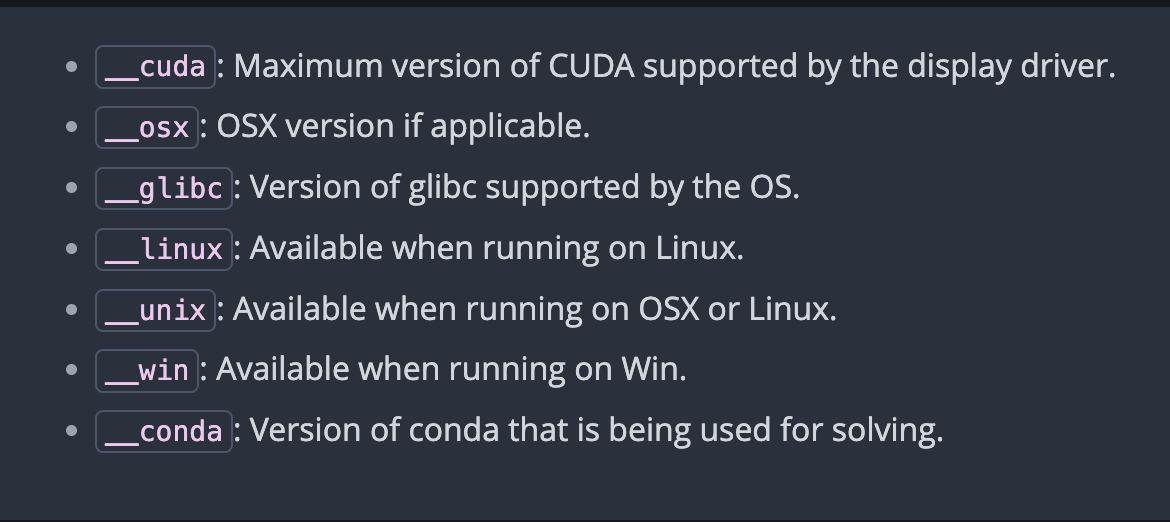 • __cuda: Maximum version of CUDA supported by the display driver.
• __osx: OSX version if applicable.
• __glibc: Version of glibc supported by the OS.
• __linux: Available when running on Linux.
• __unix: Available when running on OSX or Linux.
• __win: Available when running on Win.
• __conda: Version of conda that is being used for solving.